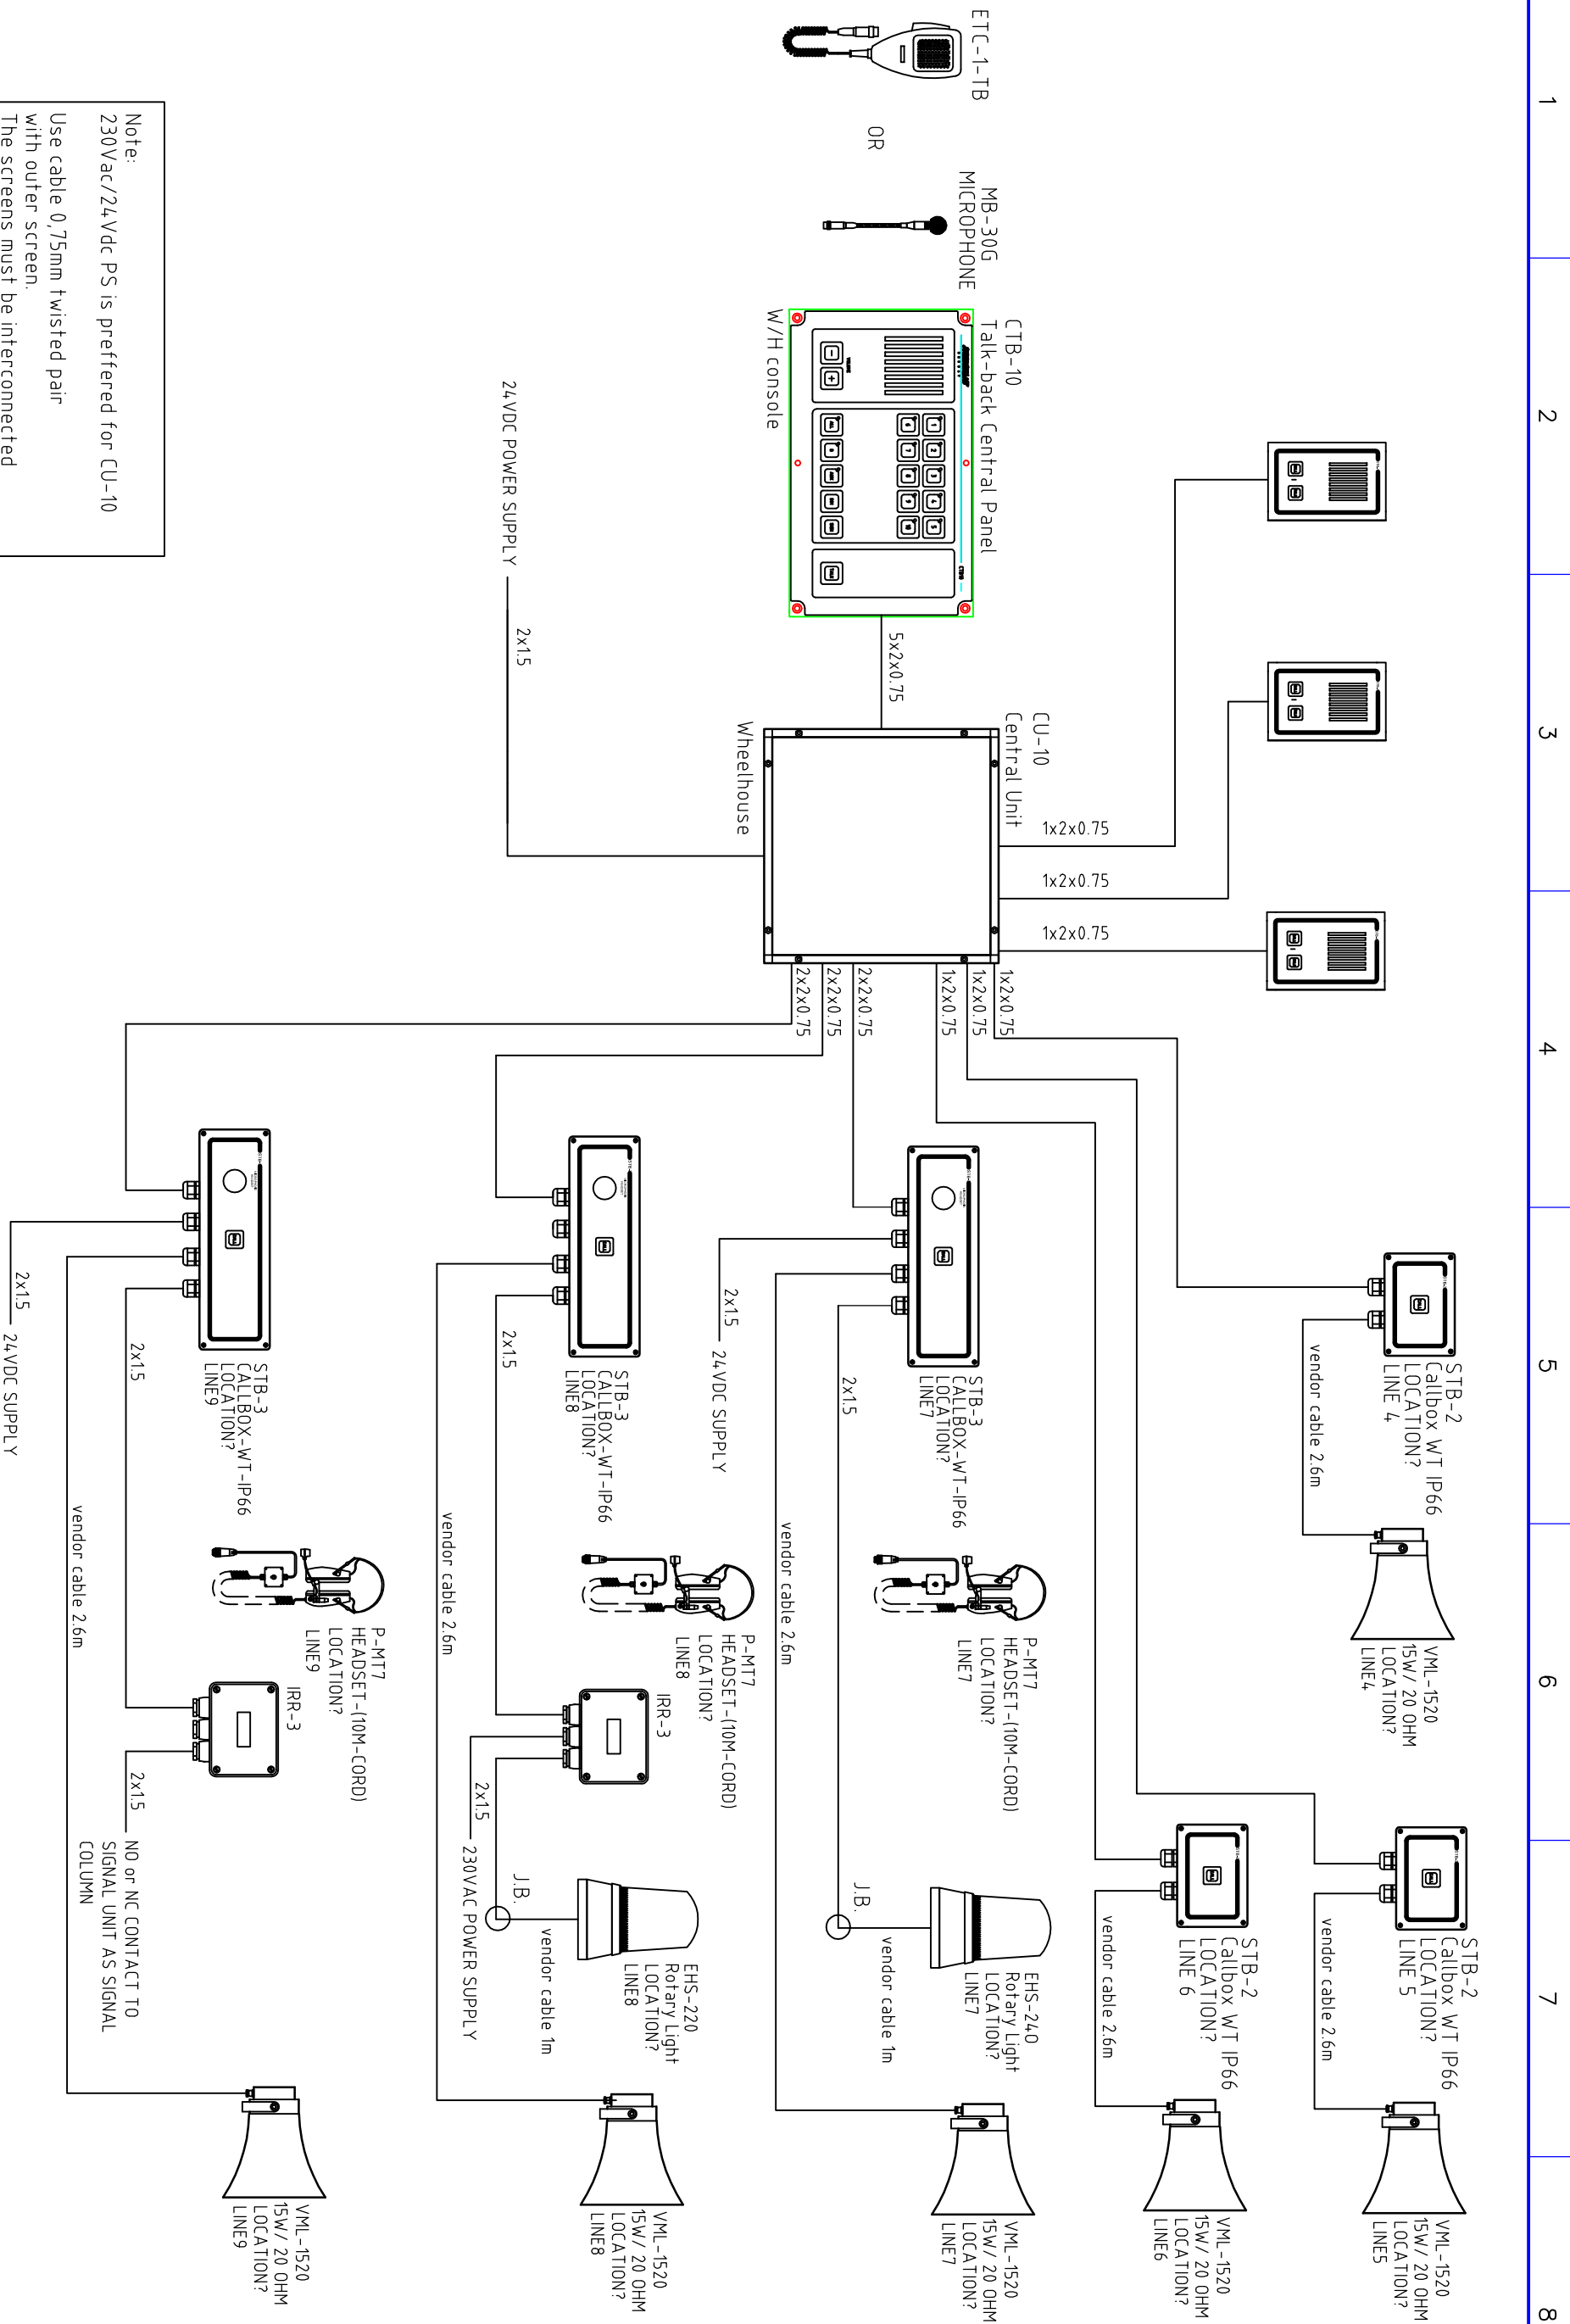 1
2
3
4
5
6
7
8
ETC-1-TB
OR
MB-30G
MICROPHONE
CTB-10
Talk-back Central Panel
W/H console
VOLUME
1
2
3
4
5
6
7
8
9
10
CTB10
TALK
5x2x0.75
24VDC POWER SUPPLY
2x1.5
CU-10
Central Unit
Wheelhouse
1x2x0.75
1x2x0.75
1x2x0.75
1x2x0.75
1x2x0.75
1x2x0.75
2x2x0.75
2x2x0.75
2x2x0.75
STB-2
Callbox WT IP66
LOCATION?
LINE 4
vendor cable 2.6m
VML-1520
15W/ 20 OHM
LOCATION?
LINE4
STB-2
Callbox WT IP66
LOCATION?
LINE 5
vendor cable 2.6m
VML-1520
15W/ 20 OHM
LOCATION?
LINE5
STB-2
Callbox WT IP66
LOCATION?
LINE 6
vendor cable 2.6m
VML-1520
15W/ 20 OHM
LOCATION?
LINE6
STB-3
CALLBOX-WT-IP66
LOCATION?
LINE7
2x1.5
24VDC SUPPLY
2x1.5
vendor cable 2.6m
P-MT7
HEADSET-(10M-CORD)
LOCATION?
LINE7
J.B.
vendor cable 1m
EHS-240
Rotary Light
LOCATION?
LINE7
VML-1520
15W/ 20 OHM
LOCATION?
LINE7
STB-3
CALLBOX-WT-IP66
LOCATION?
LINE8
2x1.5
vendor cable 2.6m
P-MT7
HEADSET-(10M-CORD)
LOCATION?
LINE8
IRR-3
2x1.5
230VAC POWER SUPPLY
J.B.
vendor cable 1m
EHS-220
Rotary Light
LOCATION?
LINE8
VML-1520
15W/ 20 OHM
LOCATION?
LINE8
STB-3
CALLBOX-WT-IP66
LOCATION?
LINE9
2x1.5
24VDC SUPPLY
2x1.5
vendor cable 2.6m
P-MT7
HEADSET-(10M-CORD)
LOCATION?
LINE9
IRR-3
2x1.5
NO or NC CONTACT TO
SIGNAL UNIT AS SIGNAL
COLUMN
VML-1520
15W/ 20 OHM
LOCATION?
LINE9
Note:
230Vac/24Vdc PS is preffered for CU-10
Use cable 0,75mm twisted pair
with outer screen.
The screens must be interconnected